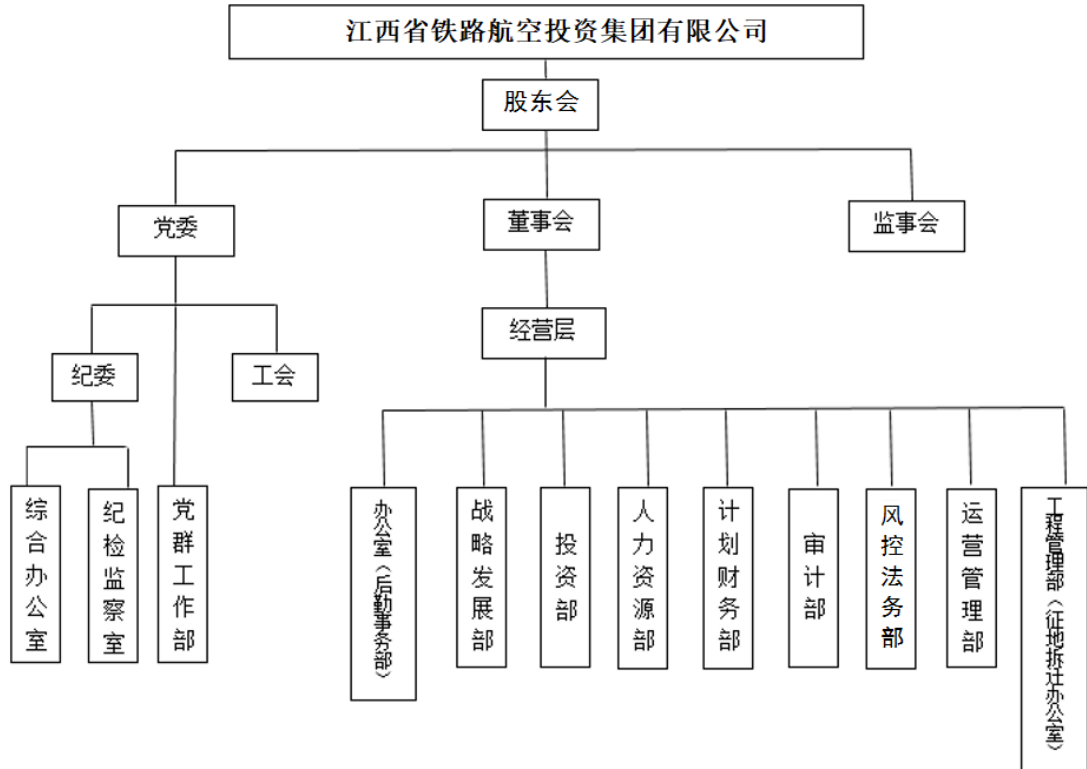 江西省铁路航空投资集团有限公司
股东会
党委
董事会
监事会
经营层
纪委
工会
综合办公室
纪检监察室
党群工作部
办公室（后勤事务部）
战略发展部
投资部
人力资源部
计划财务部
审计部
风控法务部
运营管理部
工程管理部（征地拆迁办公室）